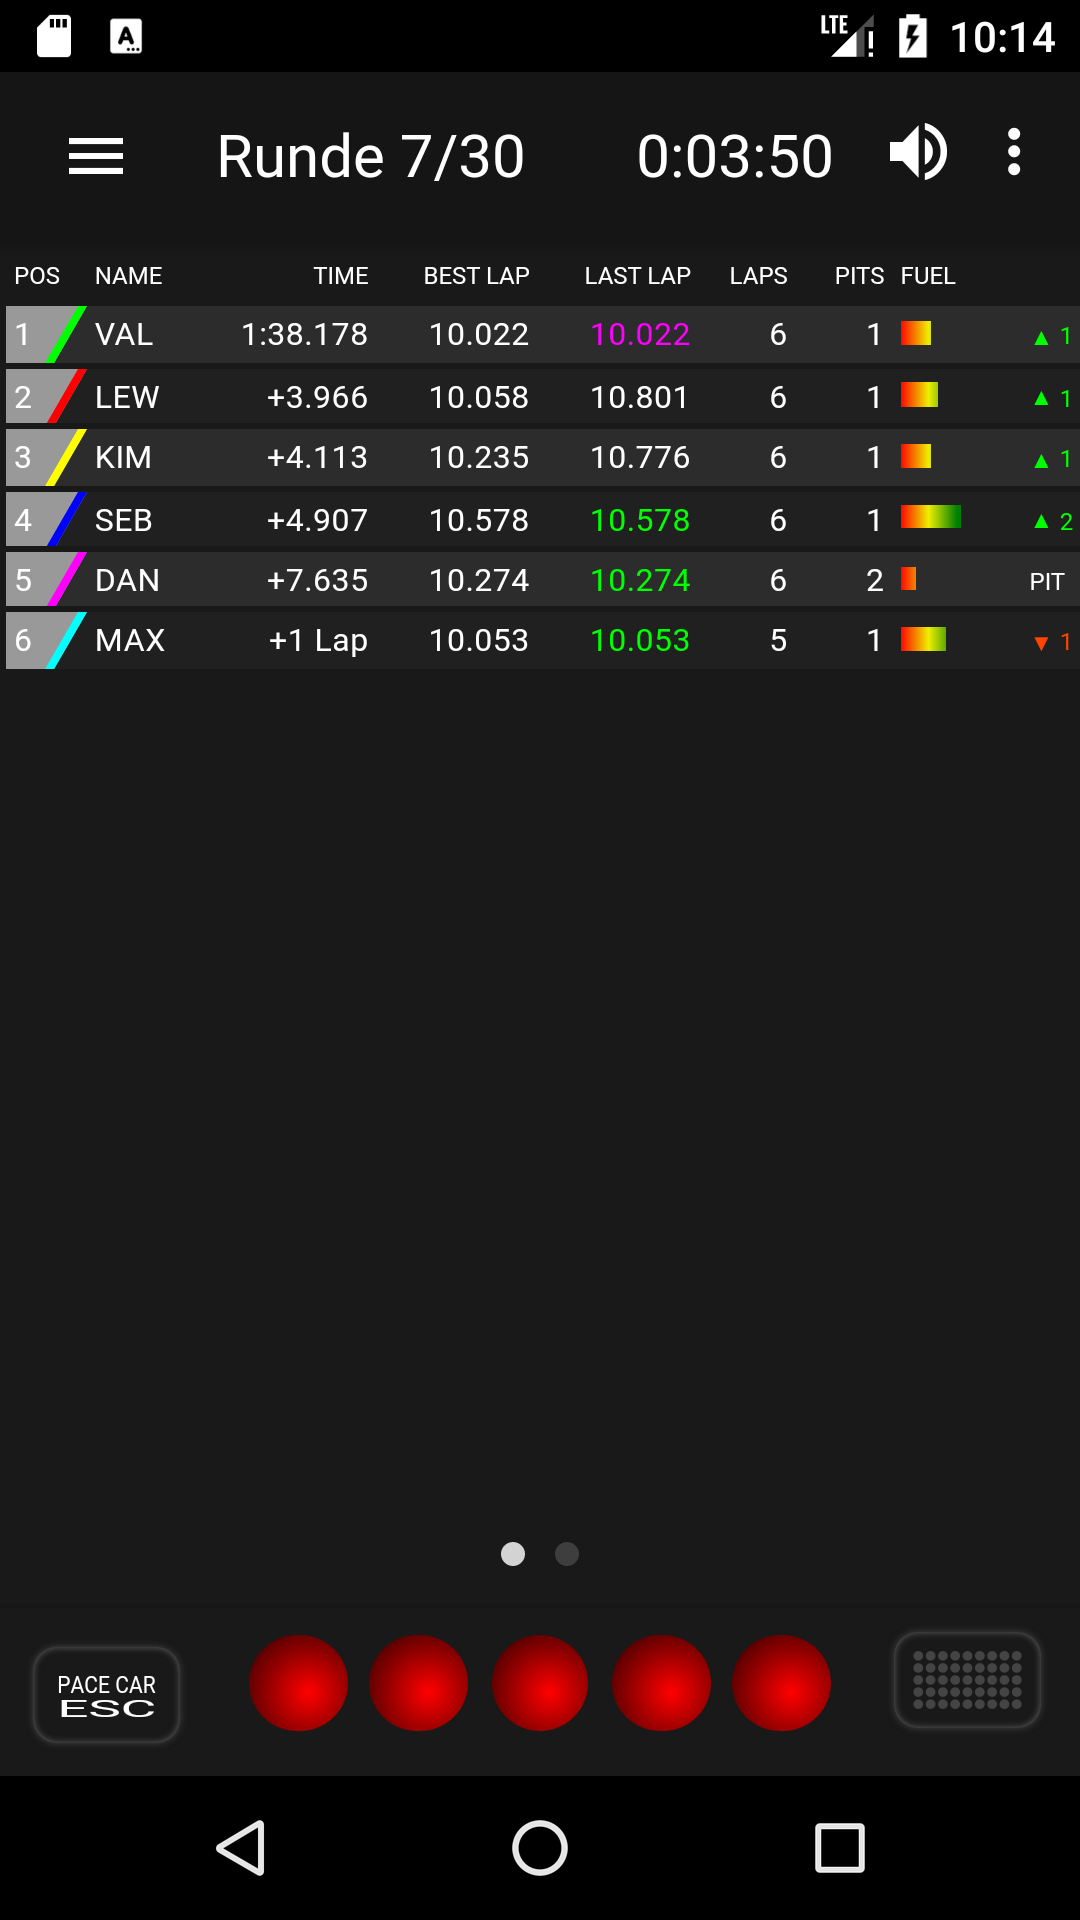 A LTE ! 10:14
Runde 7/30 0:03:50
POS NAME TIME BEST LAP LAST LAP LAPS PITS FUEL
1 VAL 1:38.178 10.022 10.022 6 1 ▲ 1
2 LEW +3.966 10.058 10.801 6 1 ▲ 1
3 KIM +4.113 10.235 10.776 6 1 ▲ 1
4 SEB +4.907 10.578 10.578 6 1 ▲ 2
5 DAN +7.635 10.274 10.274 6 2 PIT
6 MAX +1 Lap 10.053 10.053 5 1 ▼ 1
PACE CAR
ESC